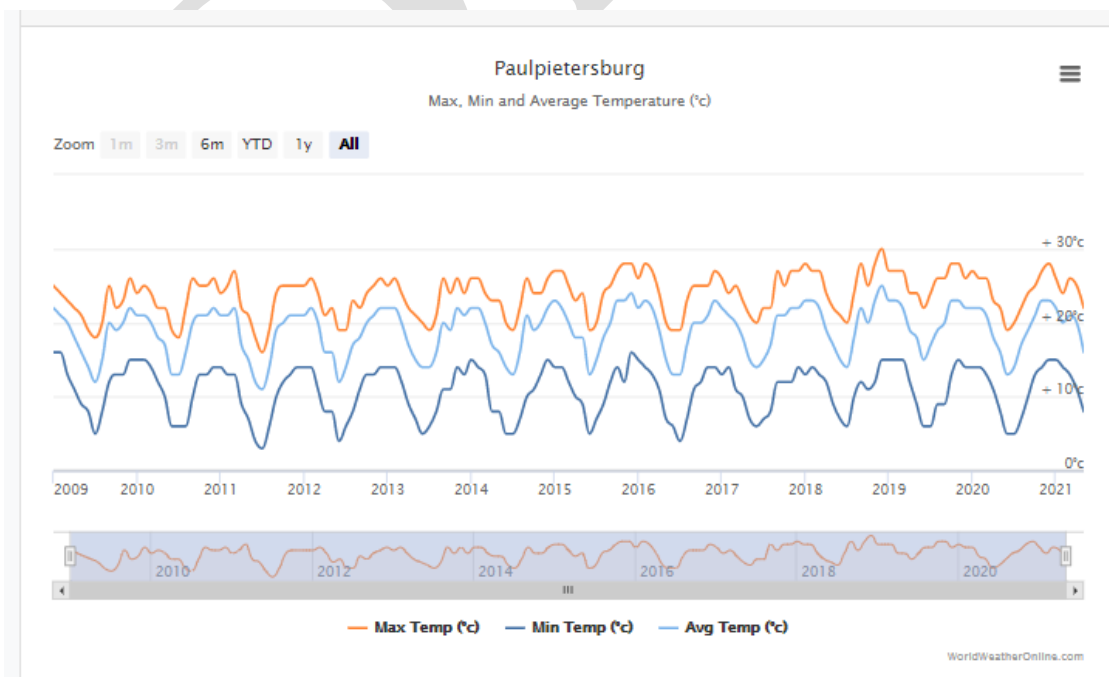 Paulpietersburg
Max, Min and Average Temperature (°c)
Zoom 1m 3m 6m YTD 1y All
+ 30°c
+ 20°c
+ 10°c
0°c
2009 2010 2011 2012 2013 2014 2015 2016 2017 2018 2019 2020 2021
2010 2012 2014 2016 2018 2020
Max Temp (°c) Min Temp (°c) Avg Temp (°c)
WorldWeatherOnline.com